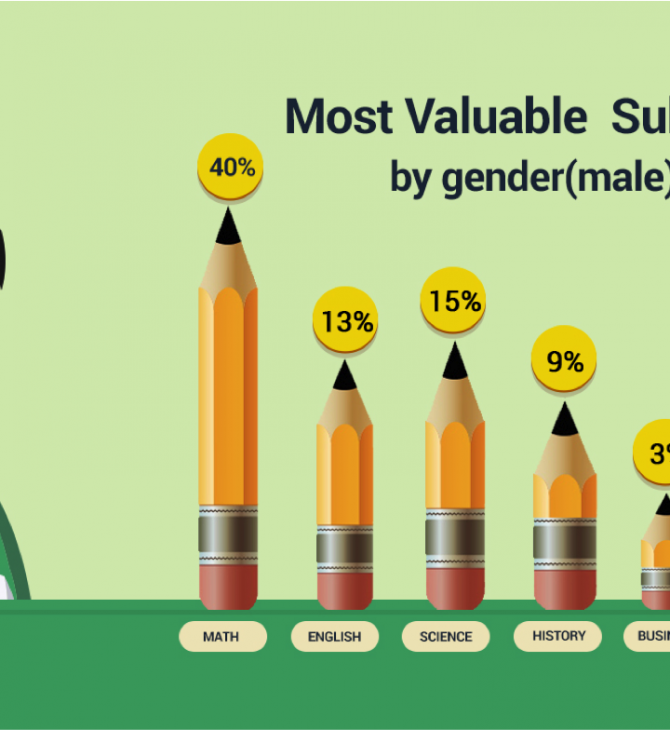 Most Valuable
by gender(male)
40%
13%
15%
9%
MATH
ENGLISH
SCIENCE
HISTORY